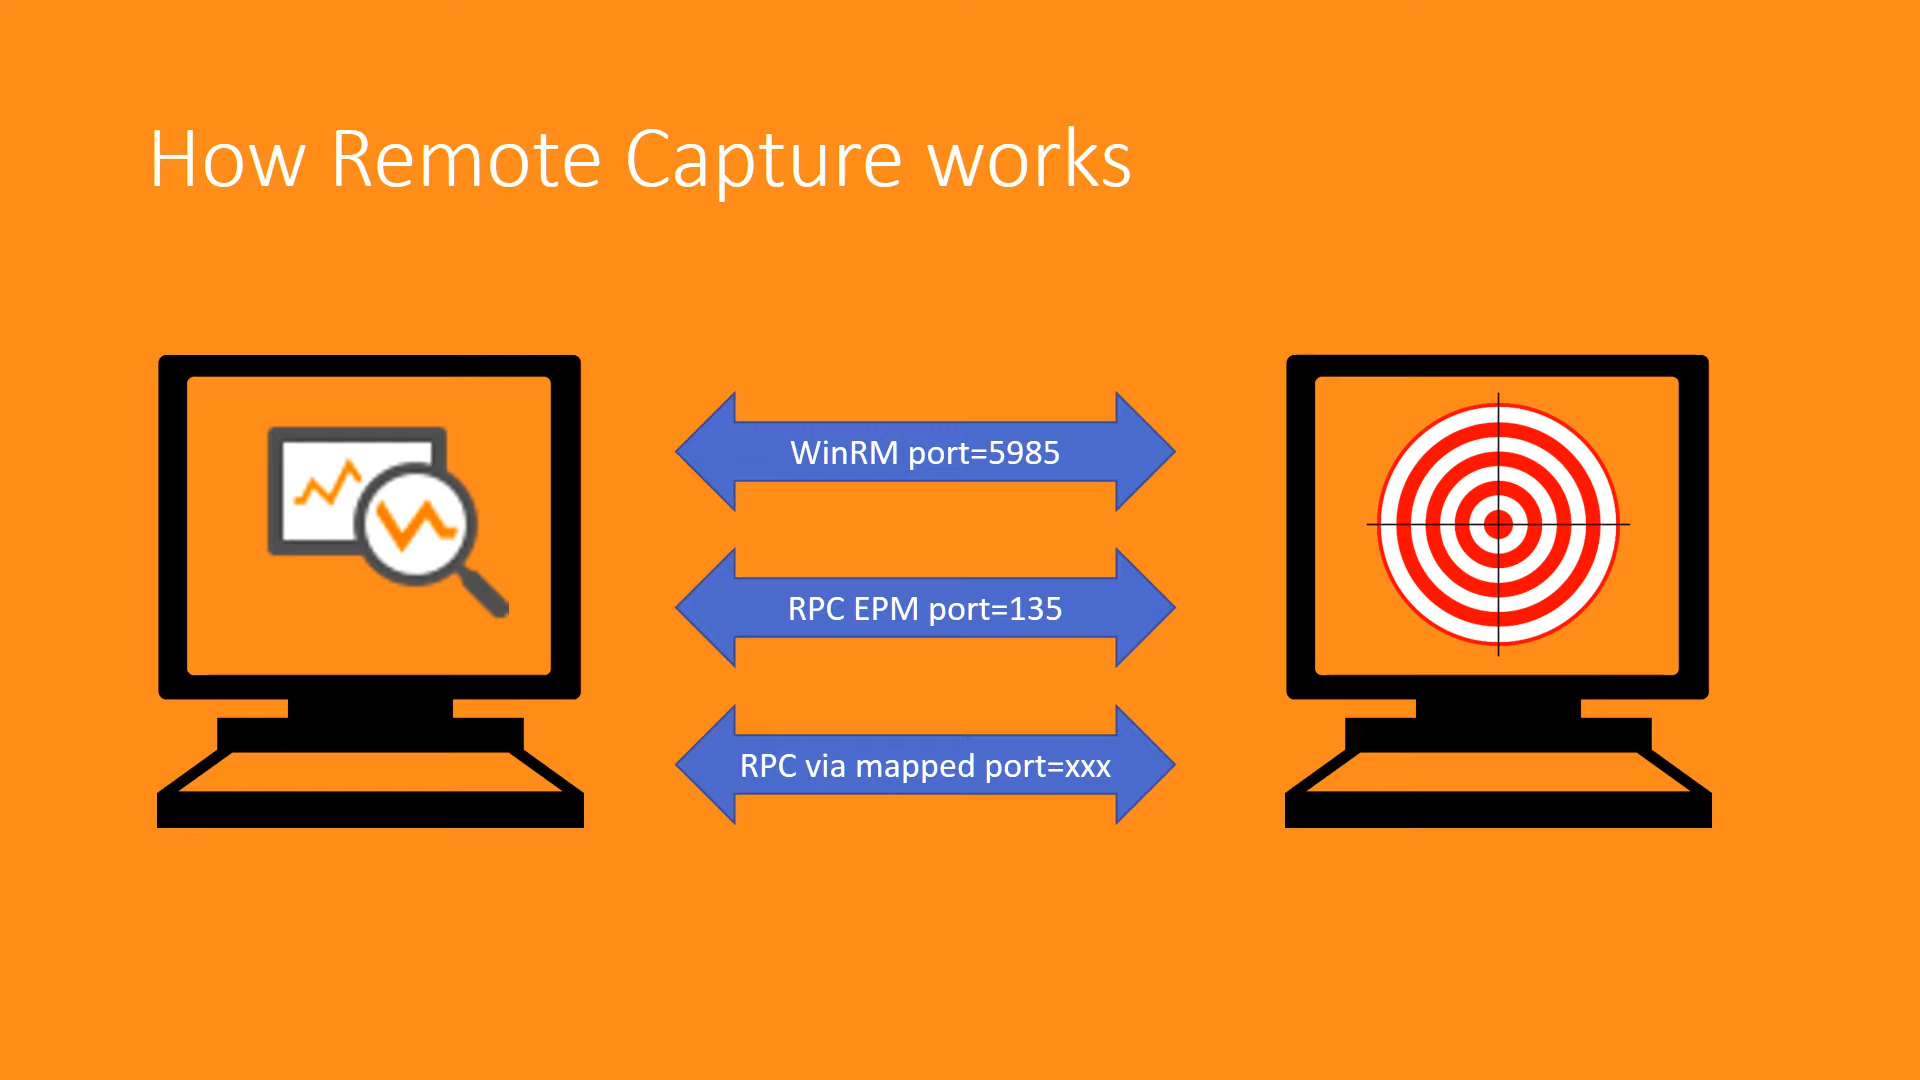 How Remote Capture works
WinRM port=5985
RPC EPM port=135
RPC via mapped port=xxx